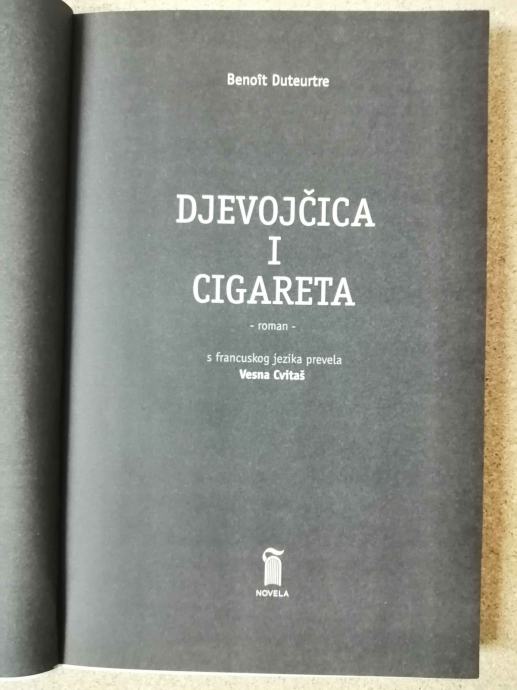 Benoît Duteurtre
DJEVOJČICA
I
CIGARETA
- roman -
s francuskog jezika prevela
Vesna Cvitaš
NOVELA